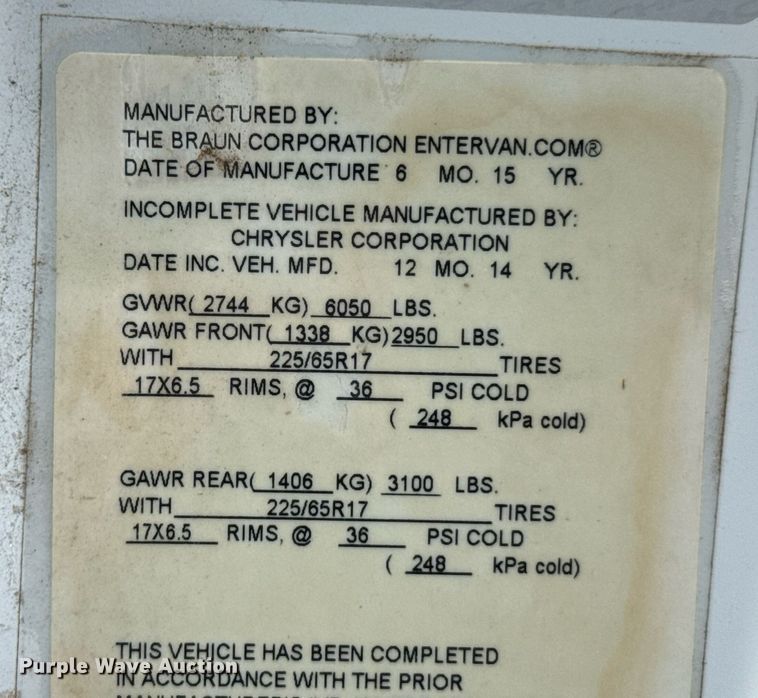 MANUFACTURED BY:
THE BRAUN CORPORATION ENTERVAN.COM®
DATE OF MANUFACTURE 6 MO. 15 YR.
INCOMPLETE VEHICLE MANUFACTURED BY:
CHRYSLER CORPORATION
DATE INC. VEH. MFD. 12 MO. 14 YR.
GVWR( 2744 KG) 6050 LBS.
GAWR FRONT( 1338 KG) 2950 LBS.
WITH 225/65R17 TIRES
17X6.5 RIMS, @ 36 PSI COLD
( 248 kPa cold)
GAWR REAR( 1406 KG) 3100 LBS.
WITH 225/65R17 TIRES
17X6.5 RIMS, @ 36 PSI COLD
( 248 kPa cold)
THIS VEHICLE HAS BEEN COMPLETED
Purple Wave Auction
IN ACCORDANCE WITH THE PRIOR